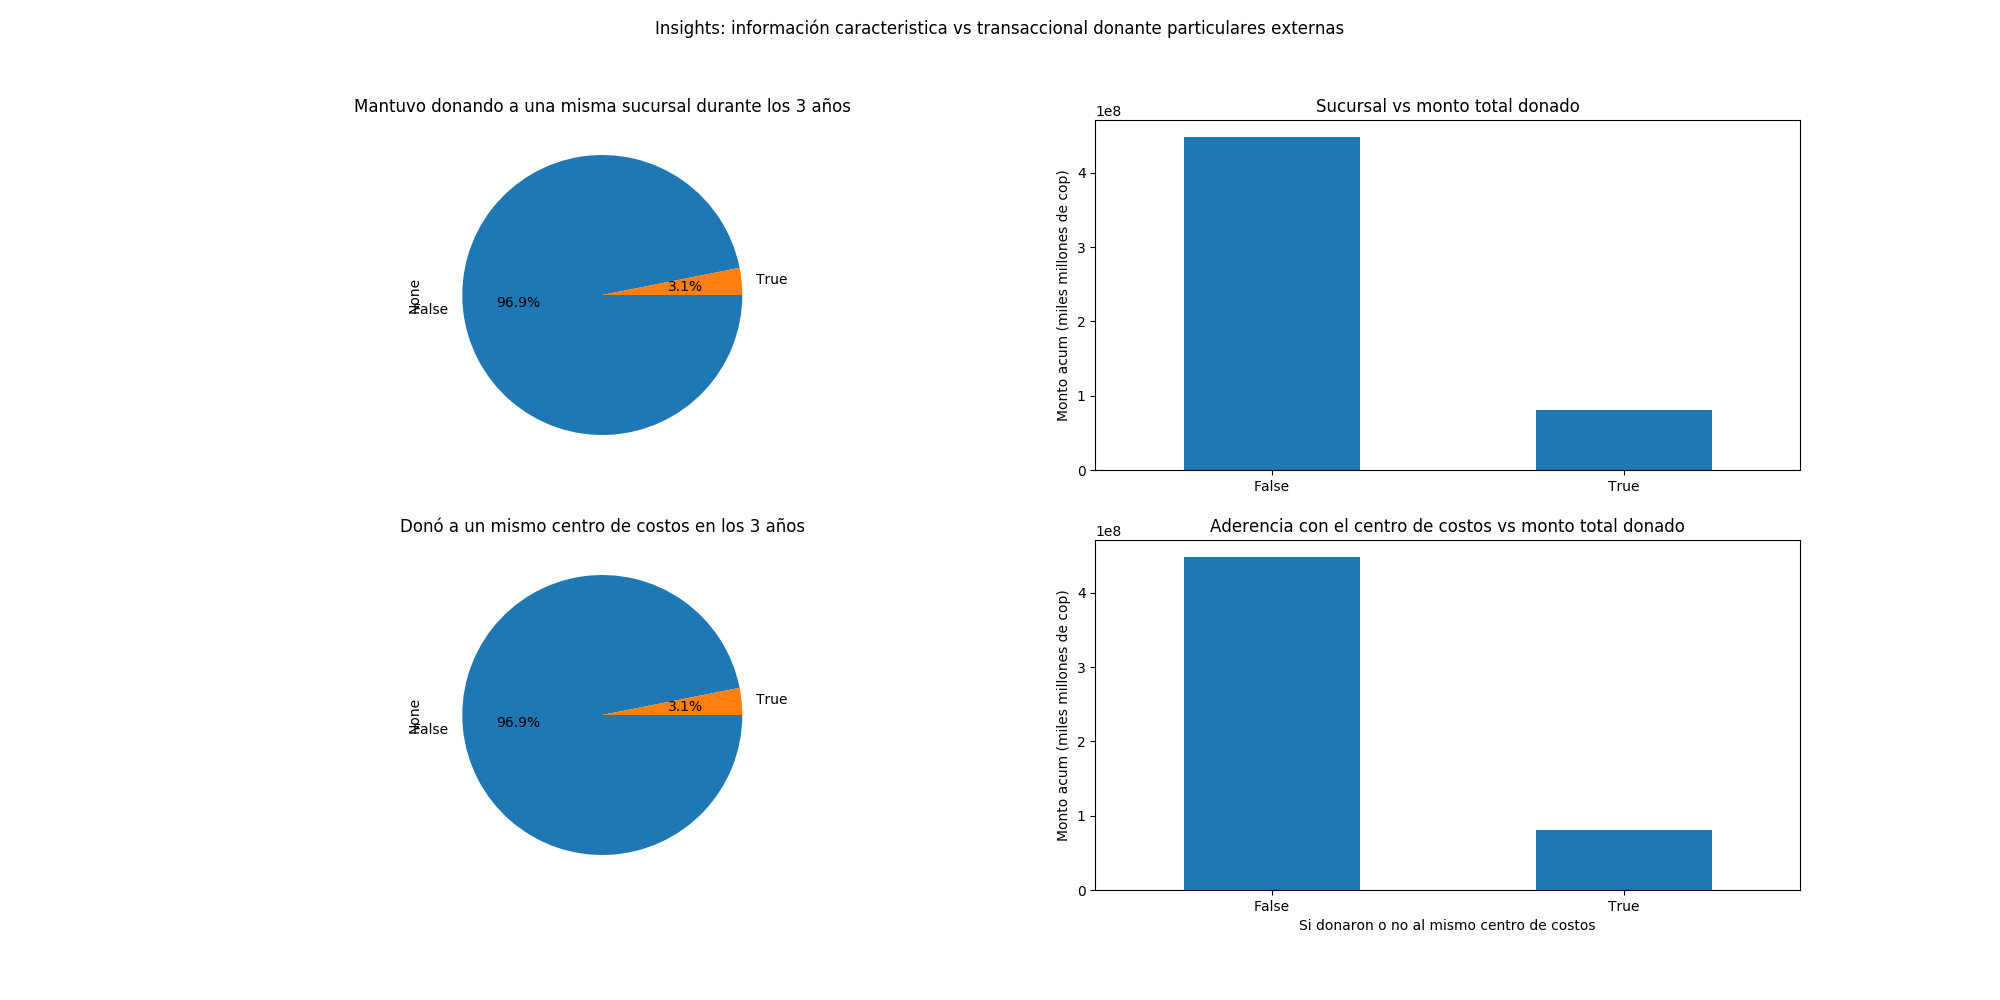 Insights: información caracteristica vs transaccional donante particulares externas
Mantuvo donando a una misma sucursal durante los 3 años
None
False
96.9%
3.1%
True
Sucursal vs monto total donado
1e8
Monto acum (miles millones de cop)
4
3
2
1
0
False
True
Donó a un mismo centro de costos en los 3 años
None
False
96.9%
3.1%
True
Aderencia con el centro de costos vs monto total donado
1e8
Monto acum (miles millones de cop)
4
3
2
1
0
False
True
Si donaron o no al mismo centro de costos